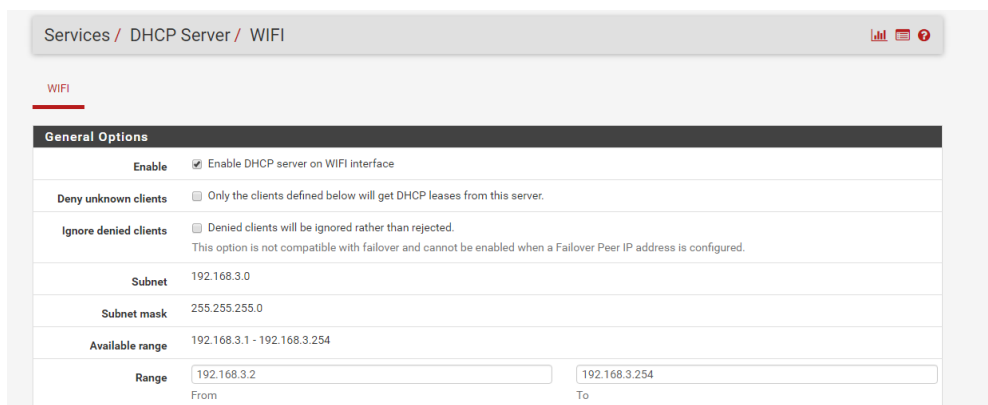 Services / DHCP Server / WIFI
WIFI
General Options
Enable Enable DHCP server on WIFI interface
Deny unknown clients Only the clients defined below will get DHCP leases from this server.
Ignore denied clients Denied clients will be ignored rather than rejected.
This option is not compatible with failover and cannot be enabled when a Failover Peer IP address is configured.
Subnet 192.168.3.0
Subnet mask 255.255.255.0
Available range 192.168.3.1 - 192.168.3.254
Range 192.168.3.2 192.168.3.254
From To